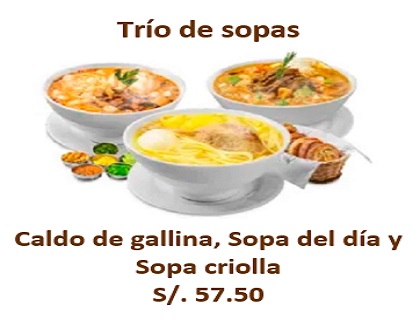 Trío de sopas
Caldo de gallina, Sopa del día y
Sopa criolla
S/. 57.50